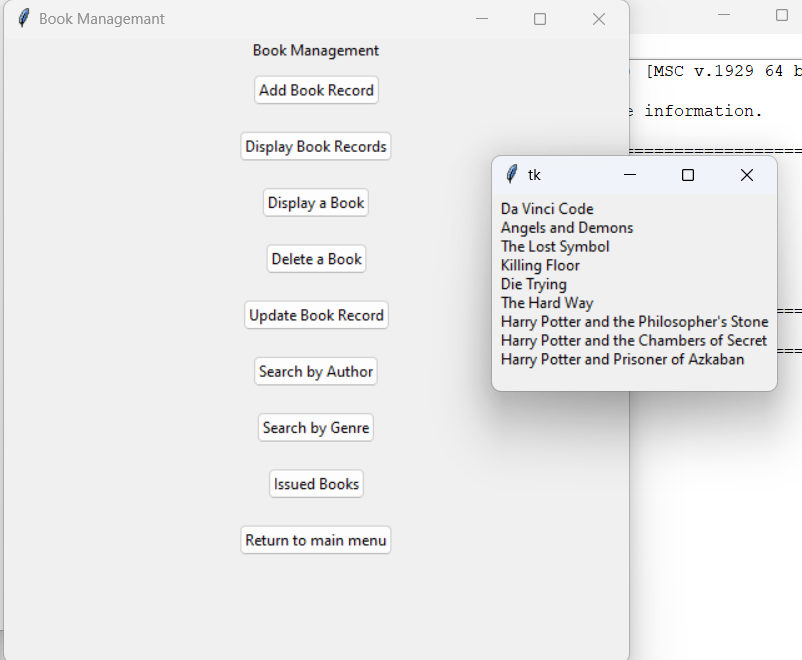 Book Managemant
Book Management
Add Book Record
Display Book Records
Display a Book
Delete a Book
Update Book Record
Search by Author
Search by Genre
Issued Books
Return to main menu
[MSC v.1929 64 b
information.
tk
Da Vinci Code
Angels and Demons
The Lost Symbol
Killing Floor
Die Trying
The Hard Way
Harry Potter and the Philosopher's Stone
Harry Potter and the Chambers of Secret
Harry Potter and Prisoner of Azkaban